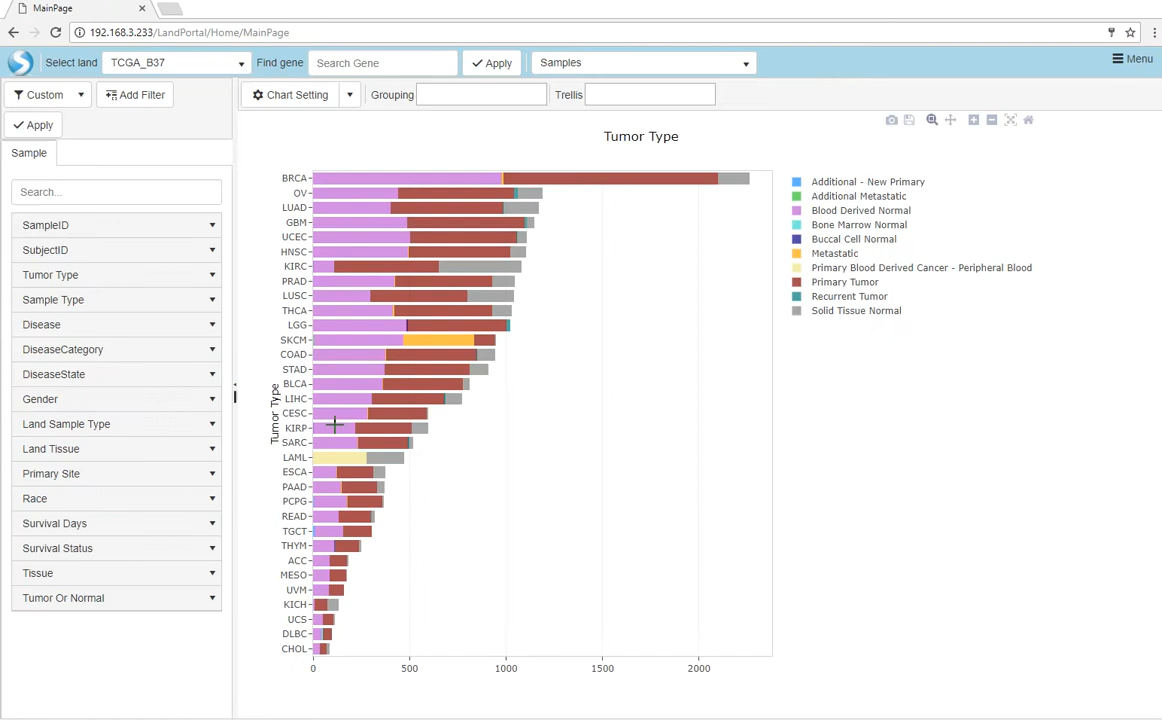 MainPage
192.168.3.233/LandPortal/Home/MainPage
Select land TCGA_B37 Find gene Search Gene Apply Samples Menu
Custom Add Filter Chart Setting Grouping Trellis
Apply
Sample
Search...
SampleID
SubjectID
Tumor Type
Sample Type
Disease
DiseaseCategory
DiseaseState
Gender
Land Sample Type
Land Tissue
Primary Site
Race
Survival Days
Survival Status
Tissue
Tumor Or Normal
Tumor Type
Tumor Type
BRCA
OV
LUAD
GBM
UCEC
HNSC
KIRC
PRAD
LUSC
THCA
LGG
SKCM
COAD
STAD
BLCA
LIHC
CESC
KIRP
SARC
LAML
ESCA
PAAD
PCPG
READ
TGCT
THYM
ACC
MESO
UVM
KICH
UCS
DLBC
CHOL
0 500 1000 1500 2000
Additional - New Primary
Additional Metastatic
Blood Derived Normal
Bone Marrow Normal
Buccal Cell Normal
Metastatic
Primary Blood Derived Cancer - Peripheral Blood
Primary Tumor
Recurrent Tumor
Solid Tissue Normal